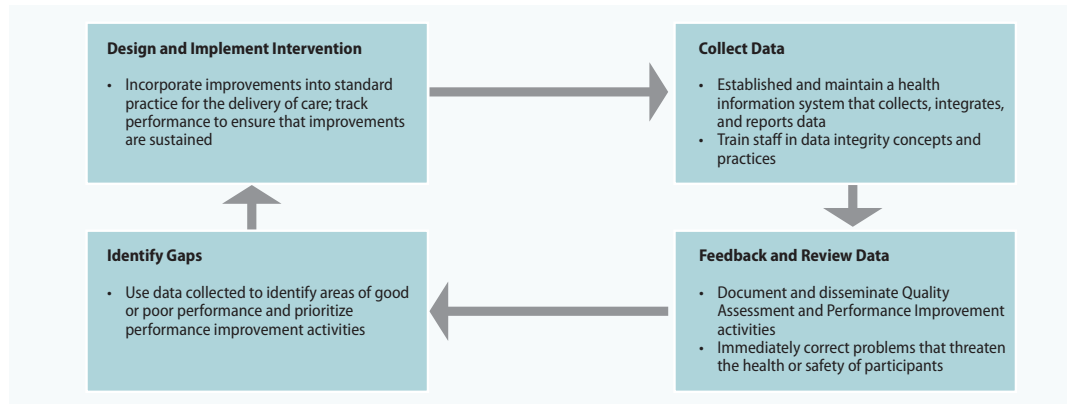 Design and Implement Intervention
• Incorporate improvements into standard
practice for the delivery of care; track
performance to ensure that improvements
are sustained
Collect Data
• Established and maintain a health
information system that collects, integrates,
and reports data
• Train staff in data integrity concepts and
practices
Identify Gaps
• Use data collected to identify areas of good
or poor performance and prioritize
performance improvement activities
Feedback and Review Data
• Document and disseminate Quality
Assessment and Performance Improvement
activities
• Immediately correct problems that threaten
the health or safety of participants